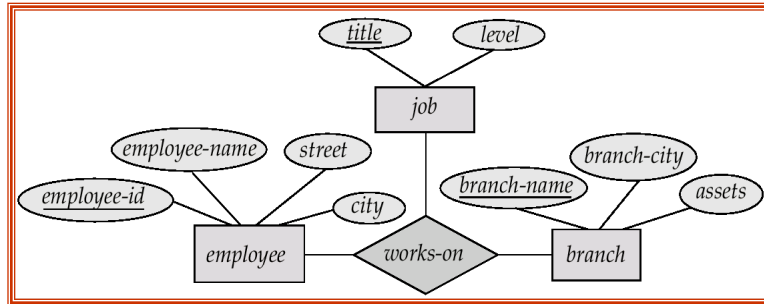 title
level
job
employee-name
street
branch-city
employee-id
city
branch-name
assets
employee
works-on
branch